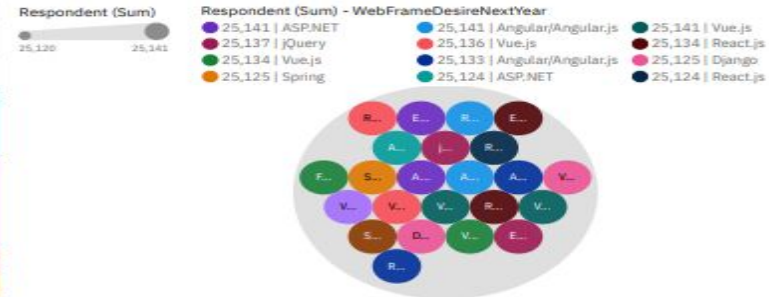 Respondent (Sum)
25,120 25,141
Respondent (Sum) - WebFrameDesireNextYear
25,141 | ASP.NET 25,141 | Angular/Angular.js 25,141 | Vue.js
25,137 | jQuery 25,136 | Vue.js 25,134 | React.js
25,134 | Vue.js 25,133 | Angular/Angular.js 25,125 | Django
25,125 | Spring 25,124 | ASP.NET 25,124 | React.js
R... E... R... E...
A... j... R...
F... S... A... A... A... V...
V... V... V... R... V...
S... D... V... E...
R...